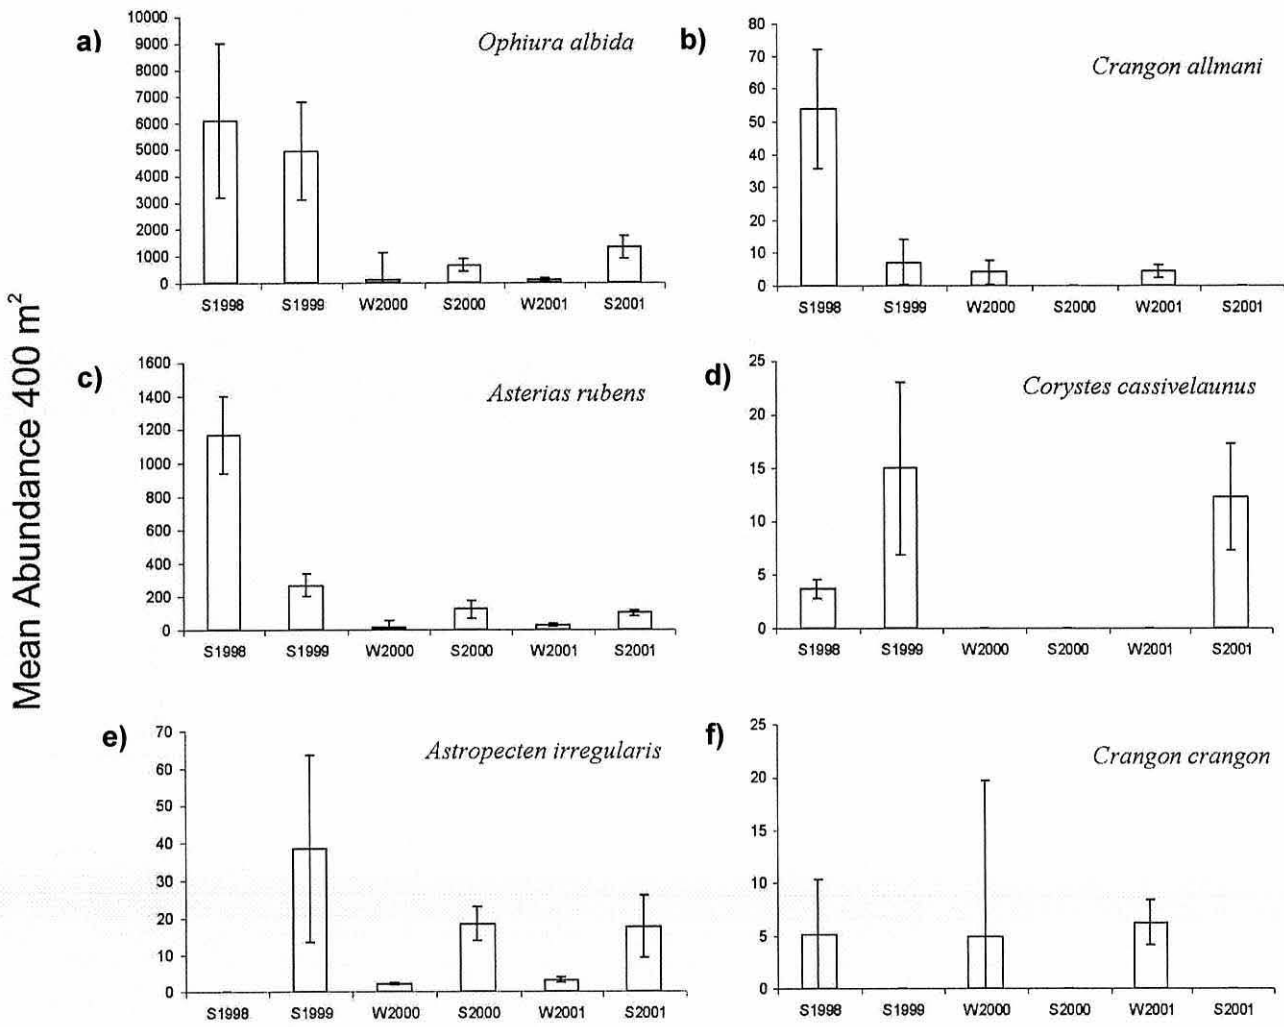 Mean Abundance 400 m²
a)
Ophiura albida
10000
9000
8000
7000
6000
5000
4000
3000
2000
1000
0
S1998 S1999 W2000 S2000 W2001 S2001
b)
Crangon allmani
80
70
60
50
40
30
20
10
0
S1998 S1999 W2000 S2000 W2001 S2001
c)
Asterias rubens
1600
1400
1200
1000
800
600
400
200
0
S1998 S1999 W2000 S2000 W2001 S2001
d)
Corystes cassivelaunus
25
20
15
10
5
0
S1998 S1999 W2000 S2000 W2001 S2001
e)
Astropecten irregularis
70
60
50
40
30
20
10
0
S1998 S1999 W2000 S2000 W2001 S2001
f)
Crangon crangon
25
20
15
10
5
0
S1998 S1999 W2000 S2000 W2001 S2001